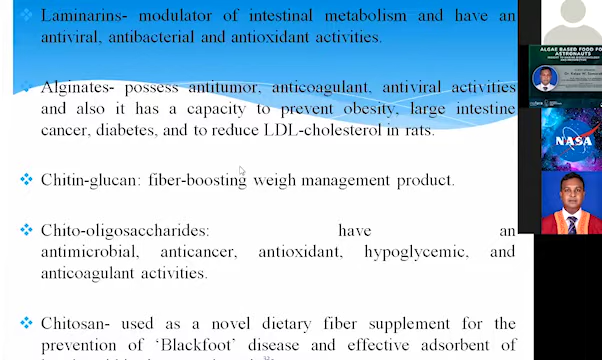 Laminarins- modulator of intestinal metabolism and have an
antiviral, antibacterial and antioxidant activities.
Alginates- possess antitumor, anticoagulant, antiviral activities
and also it has a capacity to prevent obesity, large intestine
cancer, diabetes, and to reduce LDL-cholesterol in rats.
Chitin-glucan: fiber-boosting weigh management product.
Chito-oligosaccharides: have an
antimicrobial, anticancer, antioxidant, hypoglycemic, and
anticoagulant activities.
Chitosan- used as a novel dietary fiber supplement for the
prevention of ‘Blackfoot’ disease and effective adsorbent of
ALGAE BASED FOOD FOR
ASTRONAUTS
NASA